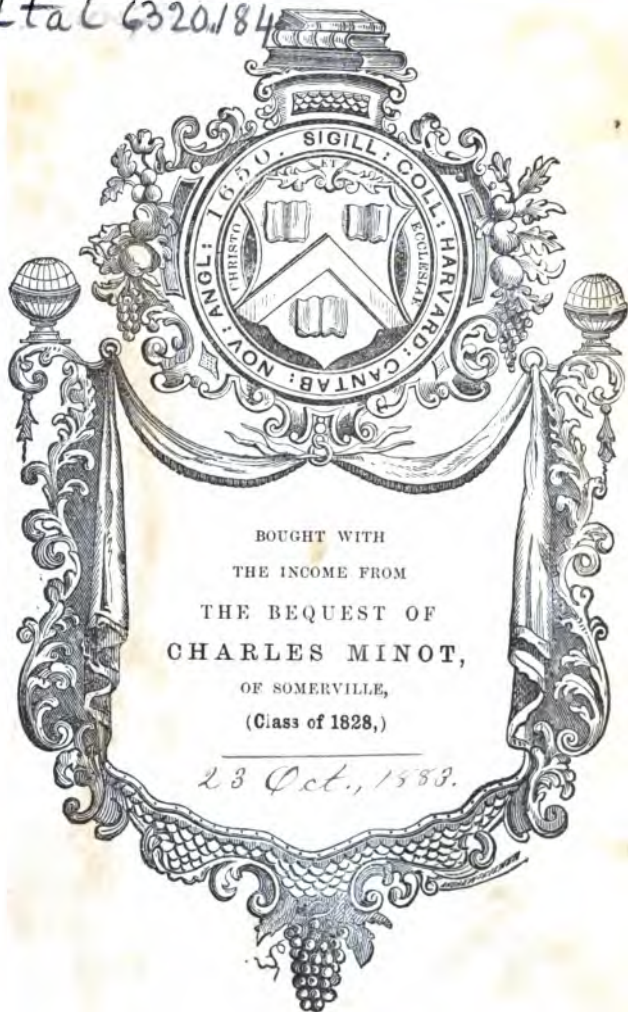 Ital 6320.184
SIGILL: COLL: HARVARD: CANTAB: NOV: ANGL: 1650.
ET
CHRISTO
ECCLESIAE
BOUGHT WITH
THE INCOME FROM
THE BEQUEST OF
CHARLES MINOT,
OF SOMERVILLE,
(Class of 1828,)
23 Oct., 1883.